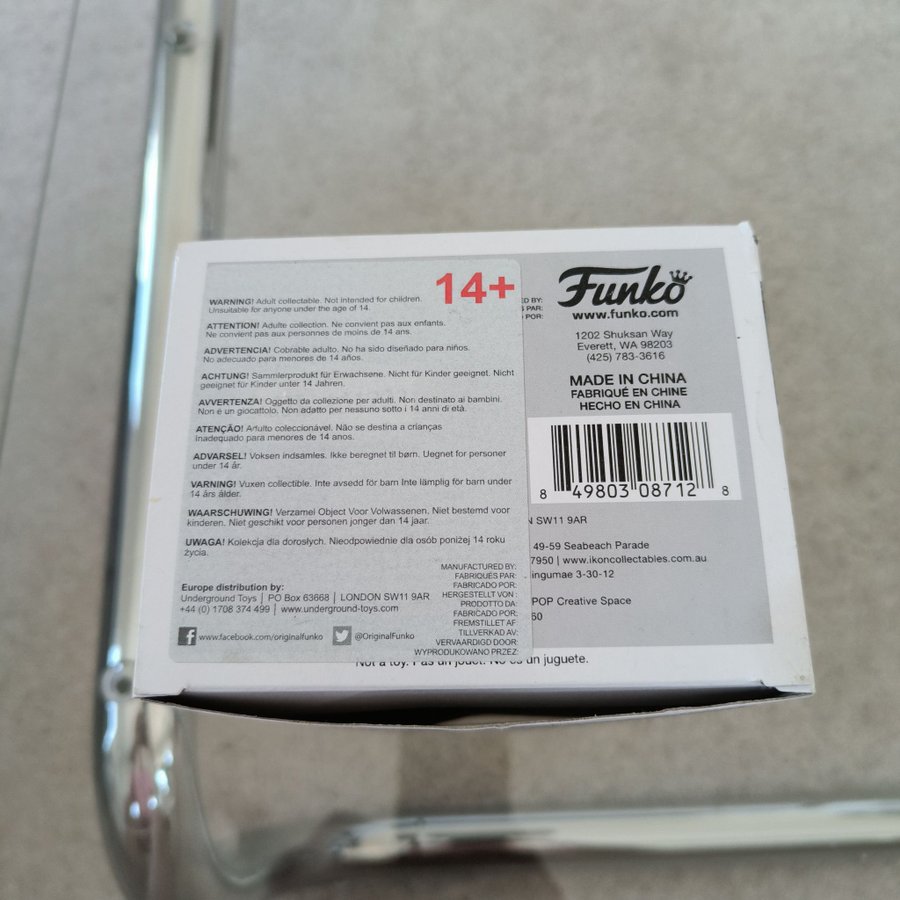 14+
WARNING! Adult collectable. Not intended for children.
Unsuitable for anyone under the age of 14.
ATTENTION! Adulte collection. Ne convient pas aux enfants.
Ne convient pas aux personnes de moins de 14 ans.
ADVERTENCIA! Cobrable adulto. No ha sido diseñado para niños.
No adecuado para menores de 14 años.
ACHTUNG! Sammlerprodukt für Erwachsene. Nicht für Kinder geeignet. Nicht
geeignet für Kinder unter 14 Jahren.
AVVERTENZA! Oggetto da collezione per adulti. Non destinato ai bambini.
Non è un giocattolo. Non adatto per nessuno sotto i 14 anni di età.
ATENÇÃO! Adulto coleccionável. Não se destina a crianças
inadequado para menores de 14 anos.
ADVARSEL! Voksen indsamles. Ikke beregnet til børn. Uegnet for personer
under 14 år.
VARNING! Vuxen collectible. Inte avsedd för barn Inte lämplig för barn under
14 års ålder.
WAARSCHUWING! Verzamel Object Voor Volwassenen. Niet bestemd voor
kinderen. Niet geschikt voor personen jonger dan 14 jaar.
UWAGA! Kolekcja dla dorosłych. Nieodpowiednie dla osób poniżej 14 roku
życia.
MANUFACTURED BY:
FABRIQUÉS PAR:
FABRICADO POR:
HERGESTELLT VON :
PRODOTTO DA:
FABRICADO POR:
FREMSTILLET AF:
TILLVERKAD AV:
VERVAARDIGD DOOR:
WYPRODUKOWANO PRZEZ:
Europe distribution by:
Underground Toys | PO Box 63668 | LONDON SW11 9AR
+44 (0) 1708 374 499 | www.underground-toys.com
www.facebook.com/originalfunko @OriginalFunko
ED BY:
PAR:
POR:
Funko
www.funko.com
1202 Shuksan Way
Everett, WA 98203
(425) 783-3616
MADE IN CHINA
FABRIQUÉ EN CHINE
HECHO EN CHINA
8 49803 08712 8
N SW11 9AR
49-59 Seabeach Parade
7950 | www.ikoncollectables.com.au
ingumae 3-30-12
POP Creative Space
60
Not a toy. Pas un jouet. No es un juguete.